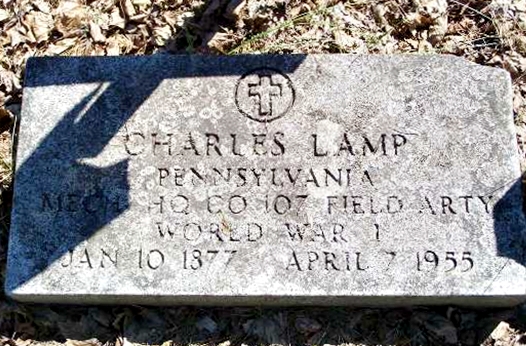 CHARLES LAMP
PENNSYLVANIA
MECH HQ CO 107 FIELD ARTY
WORLD WAR I
JAN 10 1877 APRIL 7 1955